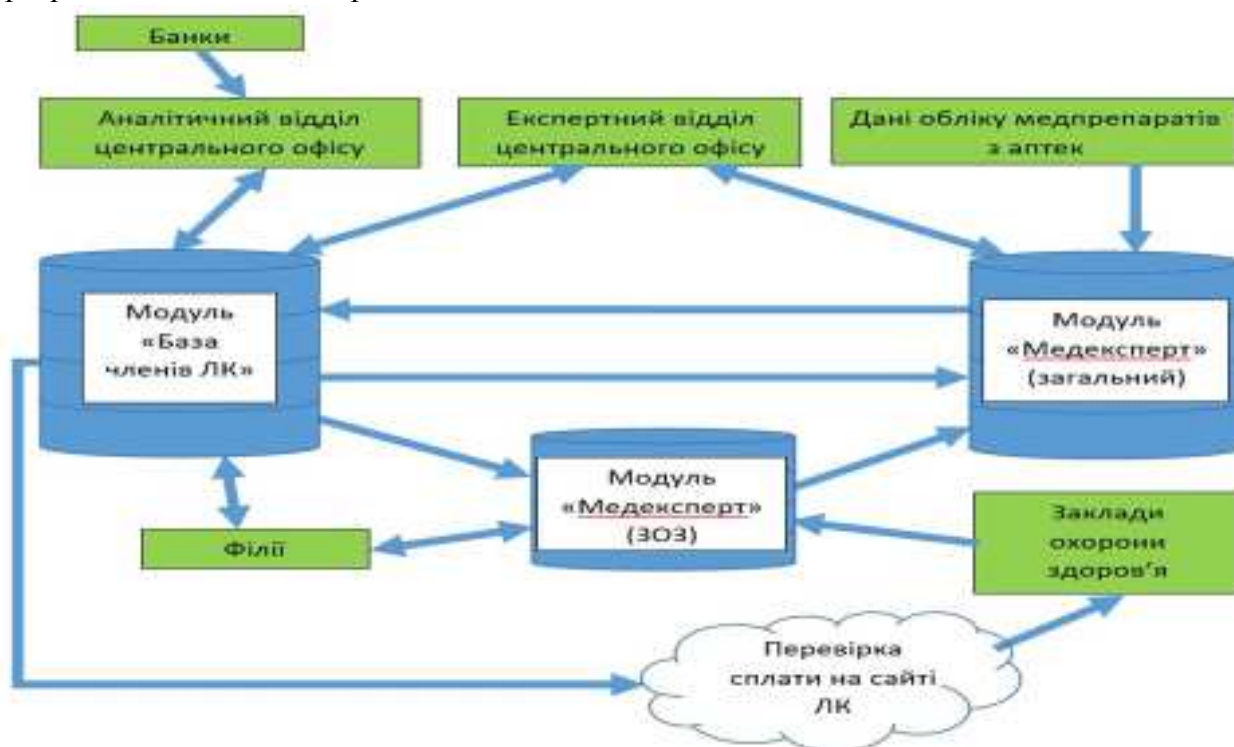 Банки
Аналітичний відділ
центрального офісу
Експертний відділ
центрального офісу
Дані обліку медпрепаратів
з аптек
Модуль
«База
членів ЛК»
Модуль
«Медексперт»
(загальний)
Модуль
«Медексперт»
(ЗОЗ)
Філії
Заклади
охорони
здоров'я
Перевірка
сплати на сайті
ЛК